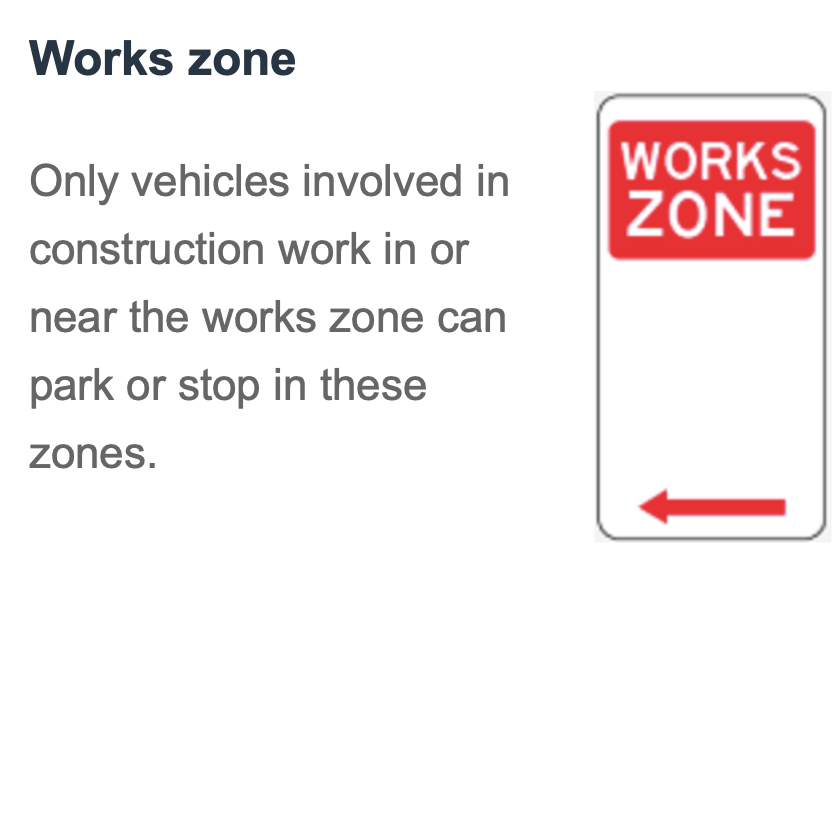 Works zone
Only vehicles involved in
construction work in or
near the works zone can
park or stop in these
zones.
WORKS
ZONE